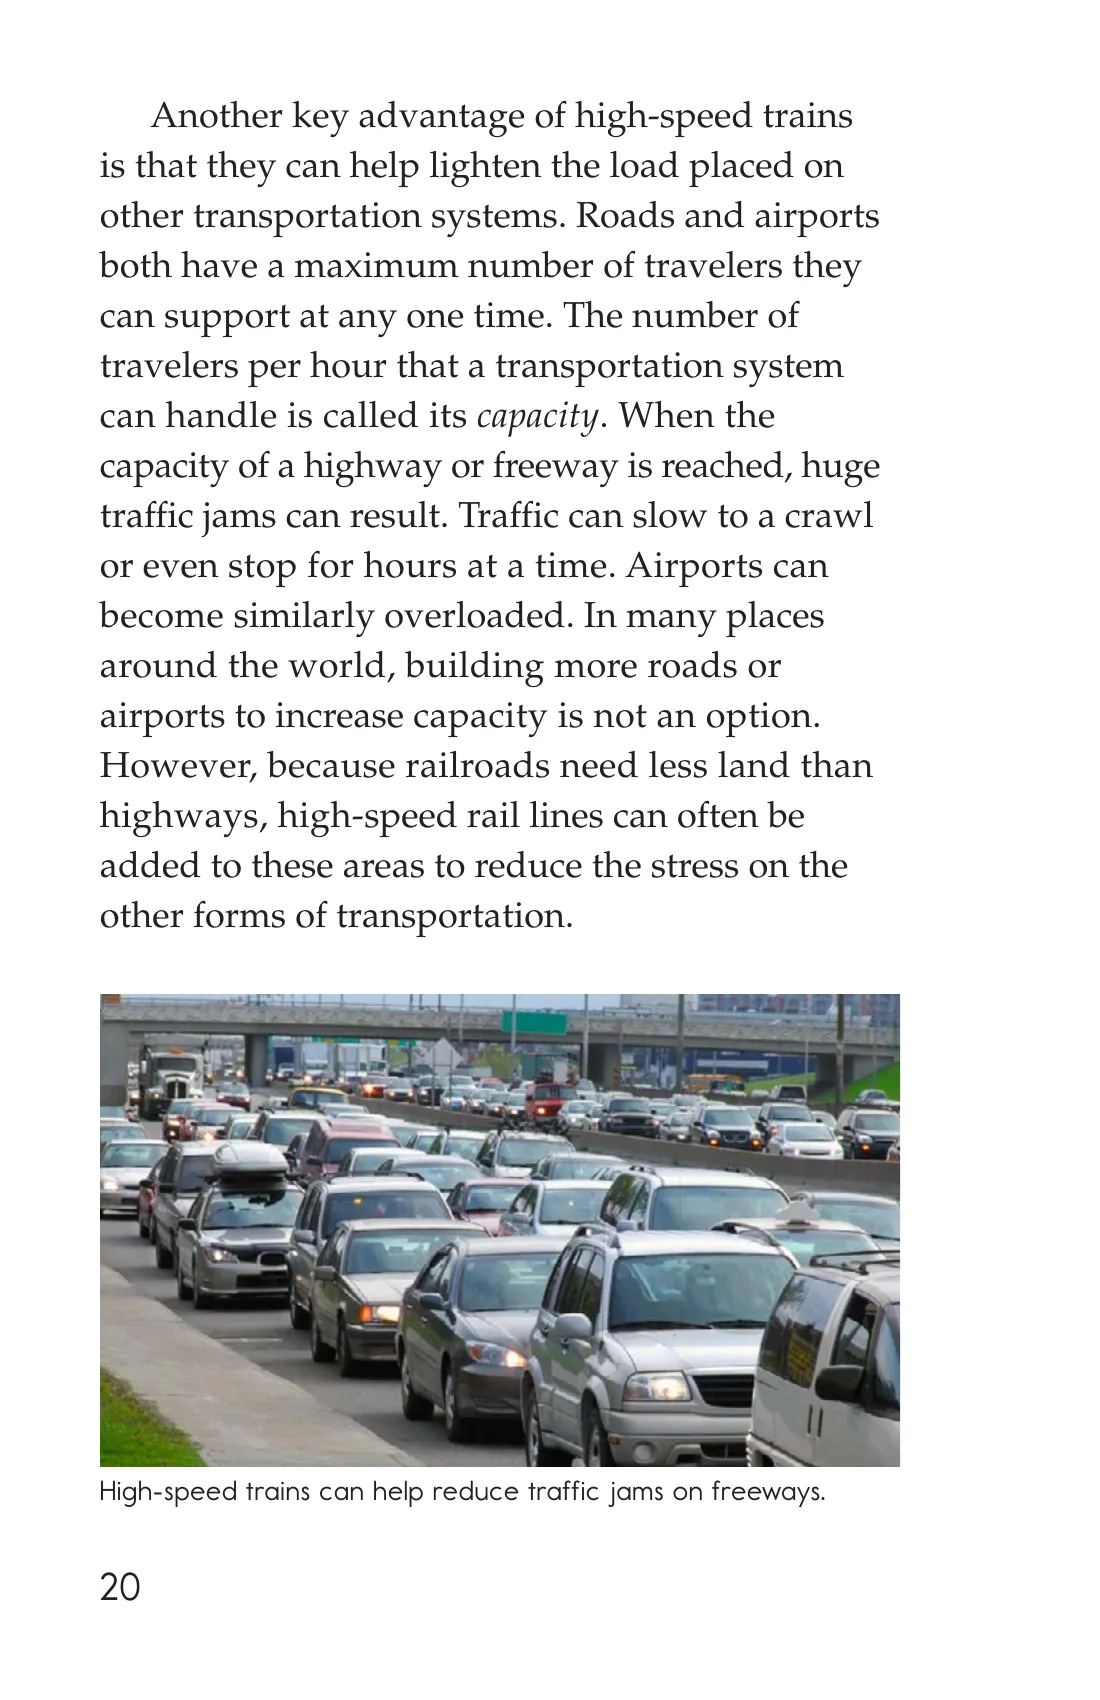 Another key advantage of high-speed trains
is that they can help lighten the load placed on
other transportation systems. Roads and airports
both have a maximum number of travelers they
can support at any one time. The number of
travelers per hour that a transportation system
can handle is called its capacity. When the
capacity of a highway or freeway is reached, huge
traffic jams can result. Traffic can slow to a crawl
or even stop for hours at a time. Airports can
become similarly overloaded. In many places
around the world, building more roads or
airports to increase capacity is not an option.
However, because railroads need less land than
highways, high-speed rail lines can often be
added to these areas to reduce the stress on the
other forms of transportation.
High-speed trains can help reduce traffic jams on freeways.
20